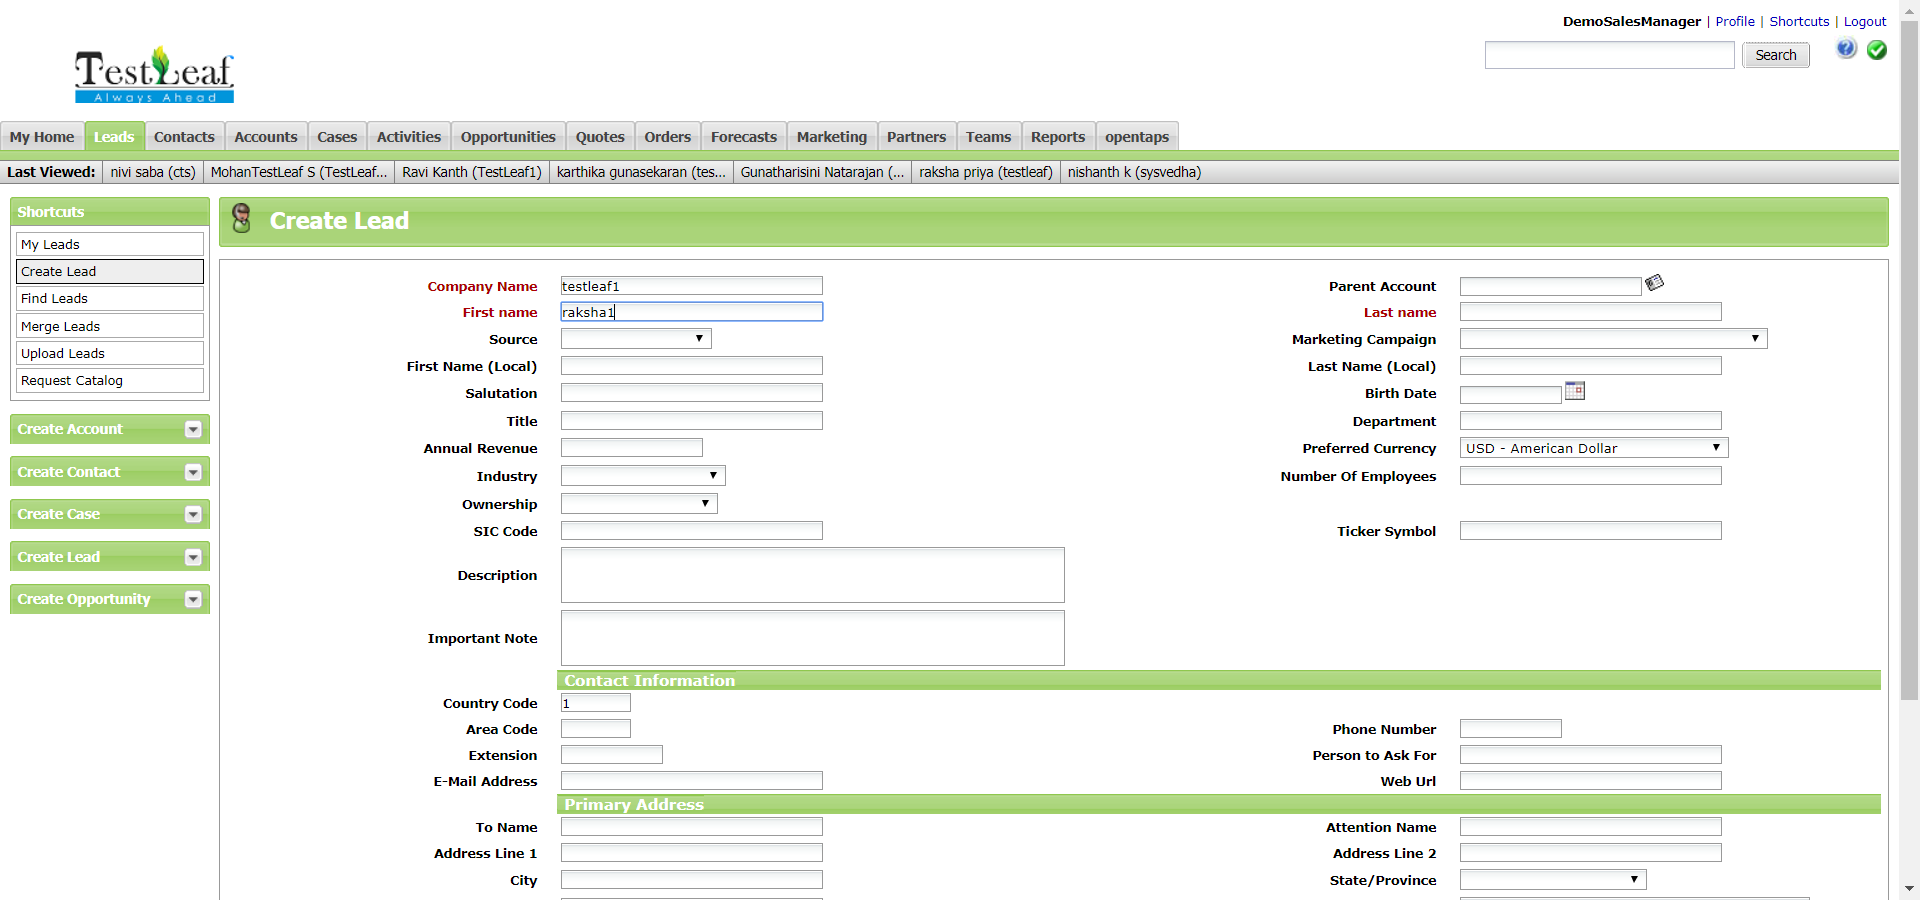 DemoSalesManager | Profile | Shortcuts | Logout
TestLeaf
Always Ahead
Search
My Home Leads Contacts Accounts Cases Activities Opportunities Quotes Orders Forecasts Marketing Partners Teams Reports opentaps
Last Viewed: nivi saba (cts) MohanTestLeaf S (TestLeaf... Ravi Kanth (TestLeaf1) karthika gunasekaran (tes... Gunatharisini Natarajan (... raksha priya (testleaf) nishanth k (sysvedha)
Shortcuts
My Leads
Create Lead
Find Leads
Merge Leads
Upload Leads
Request Catalog
Create Account
Create Contact
Create Case
Create Lead
Create Opportunity
Create Lead
Company Name testleaf1 Parent Account
First name raksha1 Last name
Source Marketing Campaign
First Name (Local) Last Name (Local)
Salutation Birth Date
Title Department
Annual Revenue Preferred Currency USD - American Dollar
Industry Number Of Employees
Ownership
SIC Code Ticker Symbol
Description
Important Note
Contact Information
Country Code 1
Area Code Phone Number
Extension Person to Ask For
E-Mail Address Web Url
Primary Address
To Name Attention Name
Address Line 1 Address Line 2
City State/Province